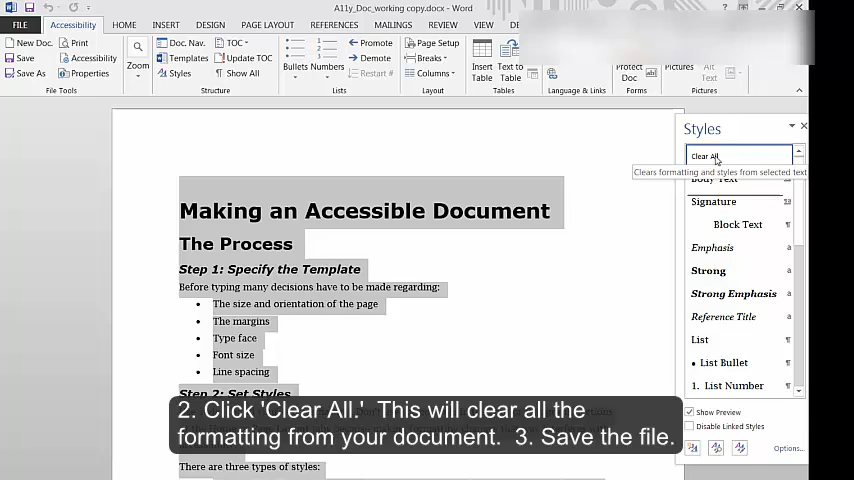 A11y_Doc_working copy.docx - Word
FILE Accessibility HOME INSERT DESIGN PAGE LAYOUT REFERENCES MAILINGS REVIEW VIEW
New Doc. Print Doc. Nav. TOC Promote Page Setup
Save Accessibility Templates Update TOC Demote Breaks
Save As Properties Zoom Styles Show All Bullets Numbers Restart # Columns Insert Table Text to Table Protect Doc Pictures Alt Text
File Tools Structure Lists Layout Tables Language & Links Forms Pictures
Styles
Clear All
Clears formatting and styles from selected text
Body Text
Signature
Block Text
Emphasis
Strong
Strong Emphasis
Reference Title
List
• List Bullet
1. List Number
Show Preview
Disable Linked Styles
Options...
Making an Accessible Document
The Process
Step 1: Specify the Template
Before typing many decisions have to be made regarding:
• The size and orientation of the page
• The margins
• Type face
• Font size
• Line spacing
Step 2: Set Styles
2. Click 'Clear All.' This will clear all the
formatting from your document. 3. Save the file.
There are three types of styles: